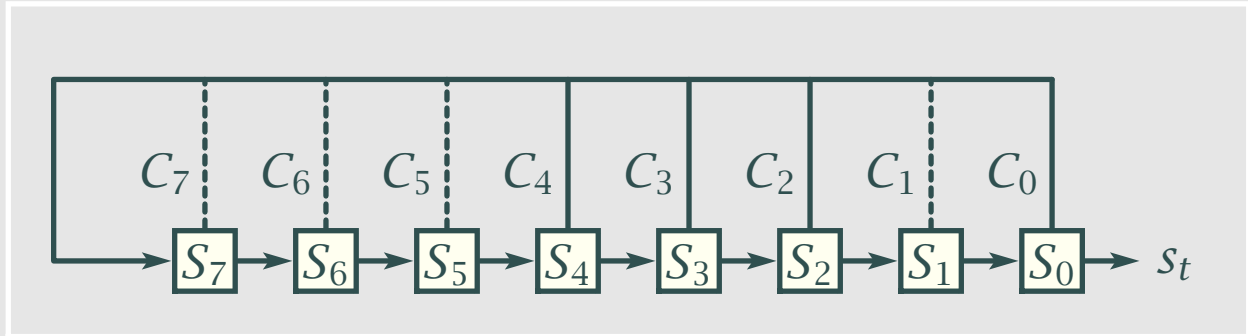 C₇ C₆ C₅ C₄ C₃ C₂ C₁ C₀
S₇ S₆ S₅ S₄ S₃ S₂ S₁ S₀ sₜ